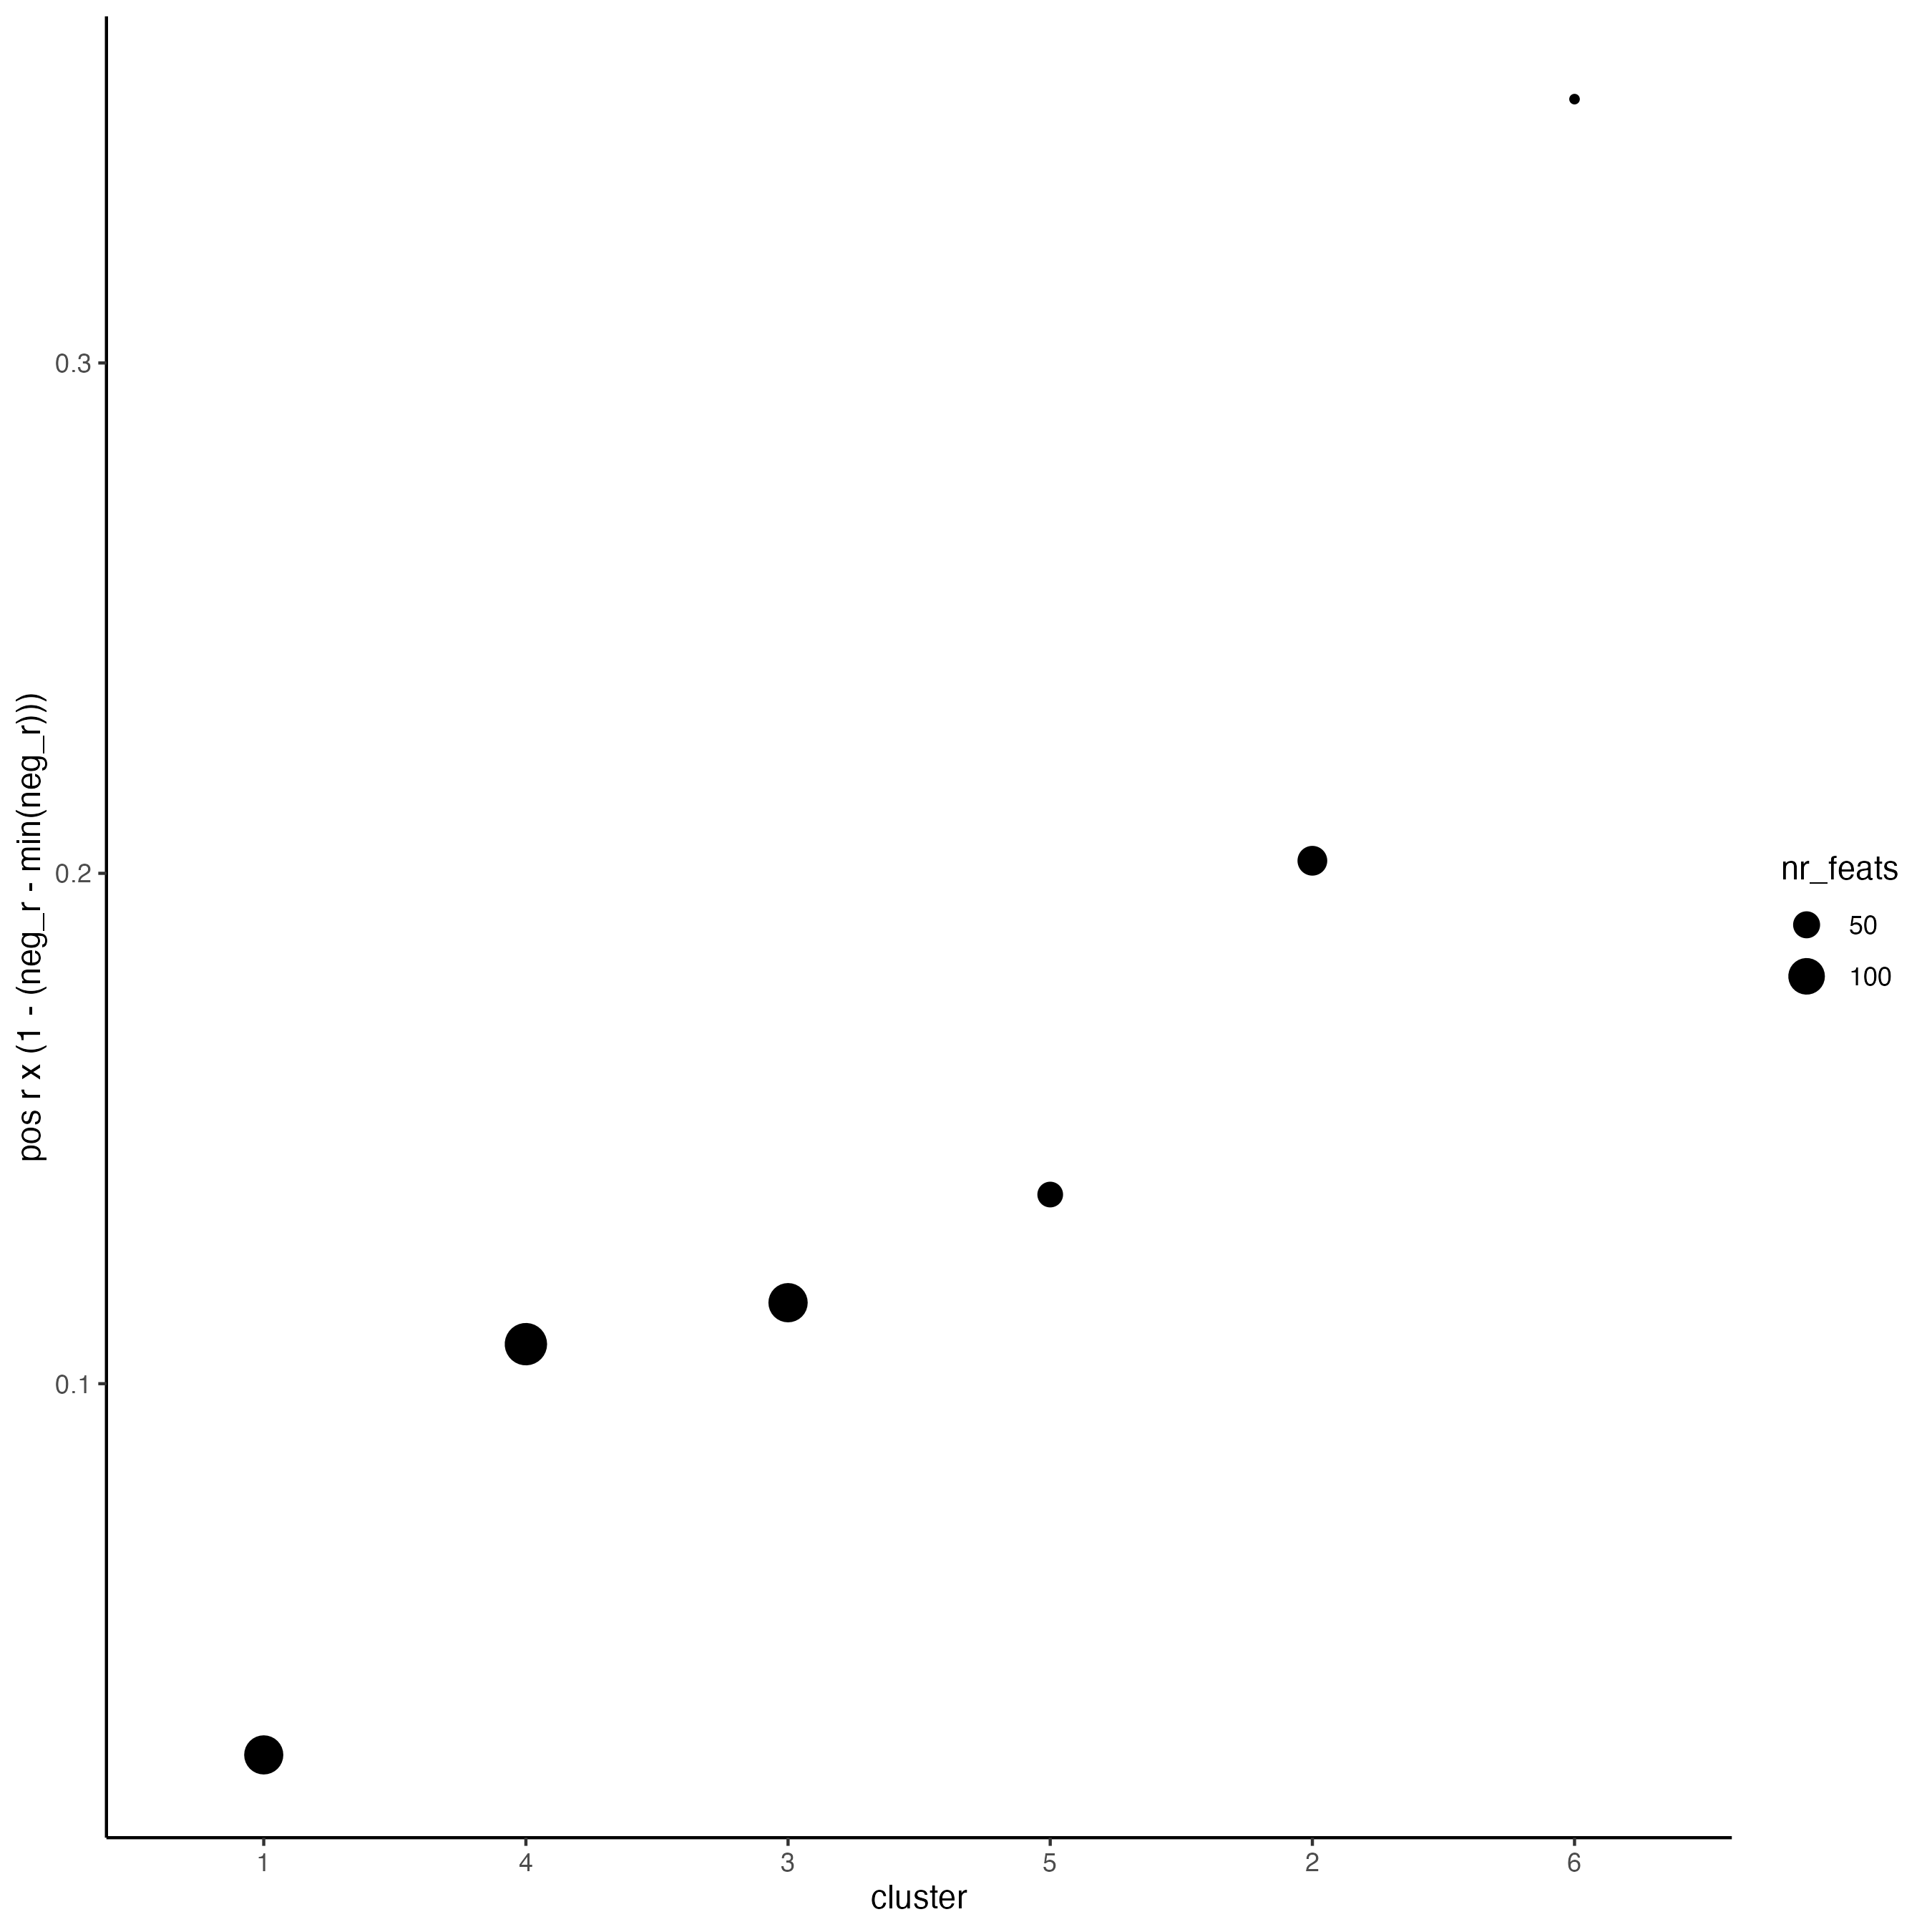 pos r x (1 - (neg_r - min(neg_r)))
0.3
0.2
0.1
1 4 3 5 2 6
cluster
nr_feats
50
100